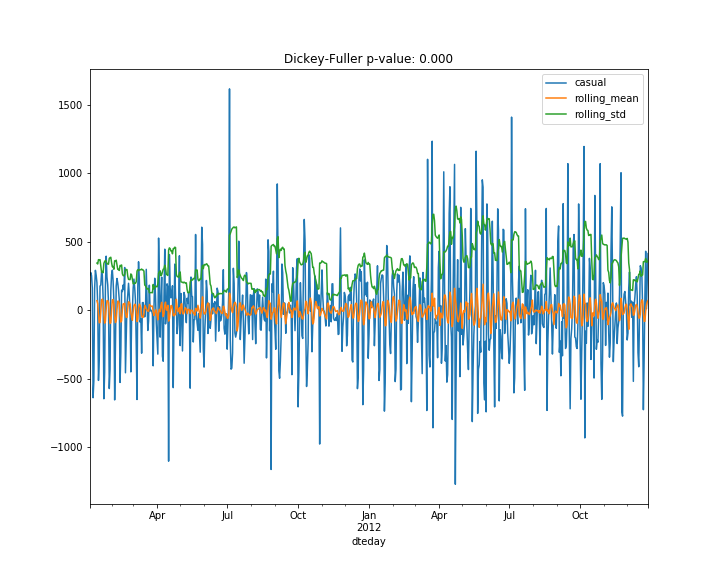 Dickey-Fuller p-value: 0.000
casual
rolling_mean
rolling_std
1500
1000
500
0
−500
−1000
Apr Jul Oct Jan Apr Jul Oct
2012
dteday